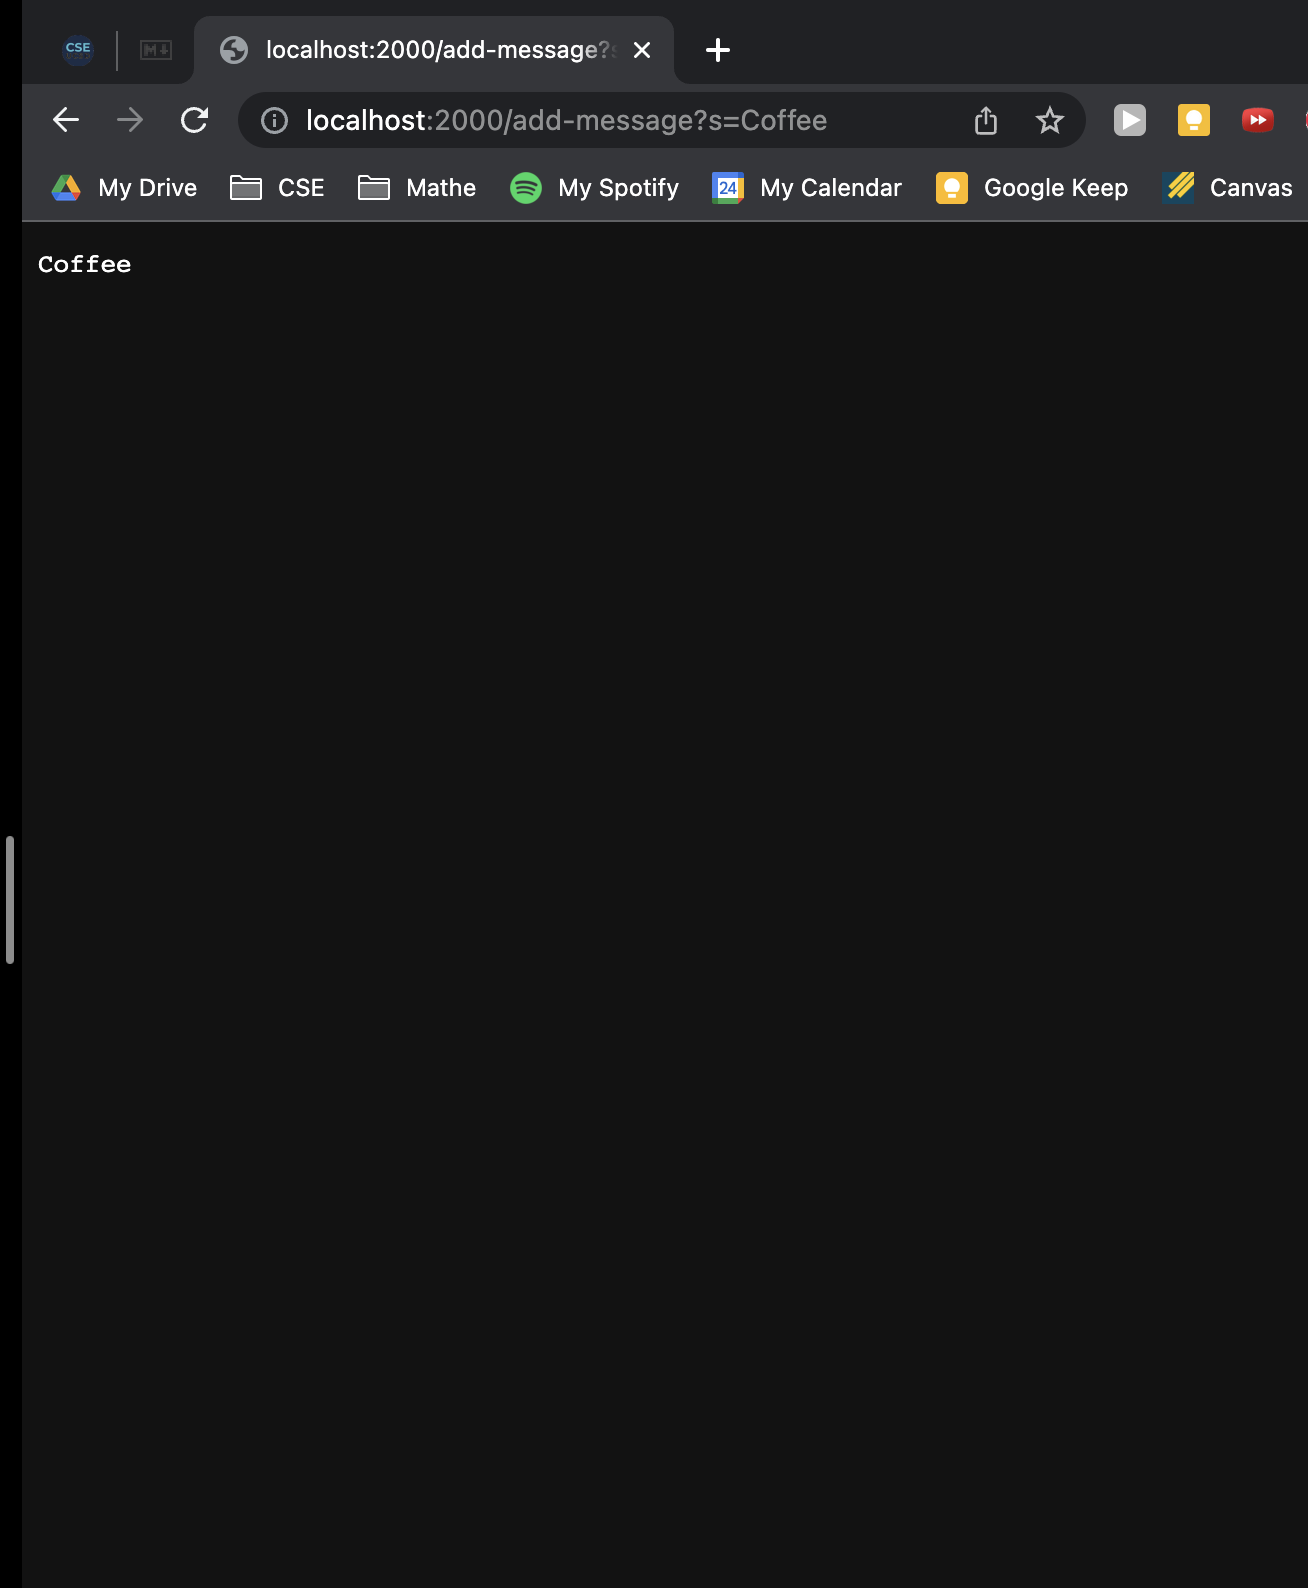 CSE
M
localhost:2000/add-message?
localhost:2000/add-message?s=Coffee
My Drive CSE Mathe My Spotify 24 My Calendar Google Keep Canvas
Coffee